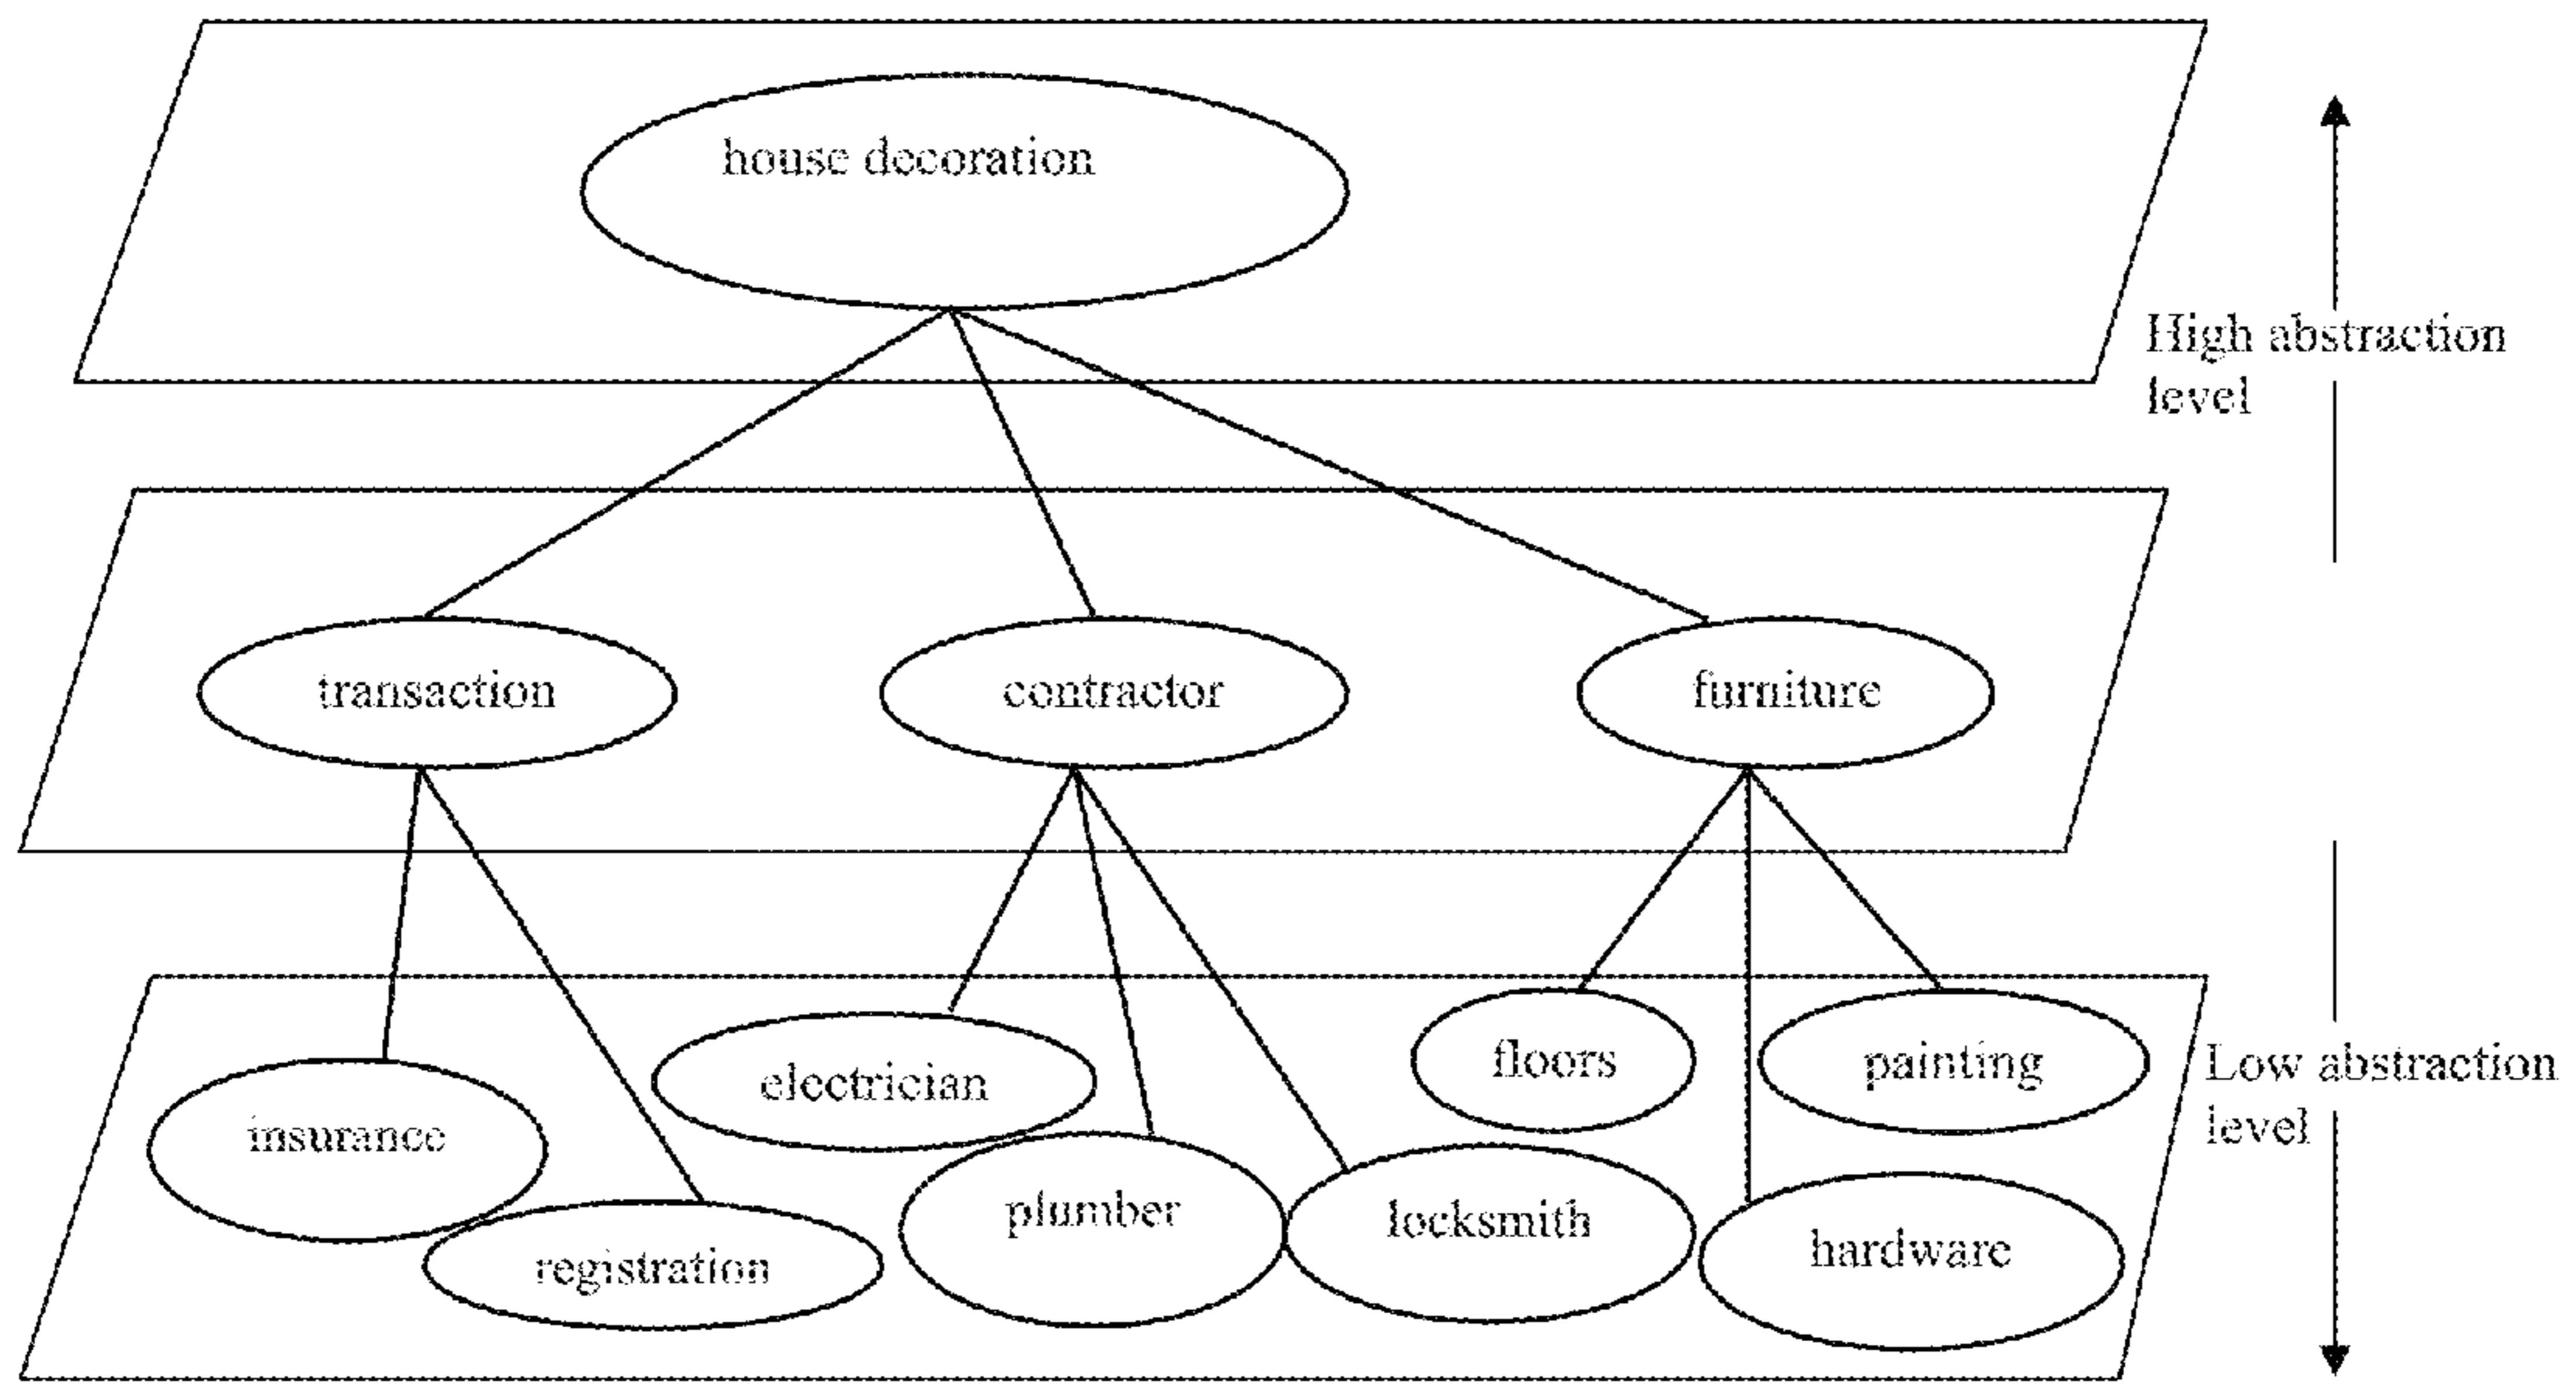 house decoration
High abstraction
level
transaction
contractor
furniture
insurance
registration
electrician
plumber
locksmith
floors
painting
hardware
Low abstraction
level